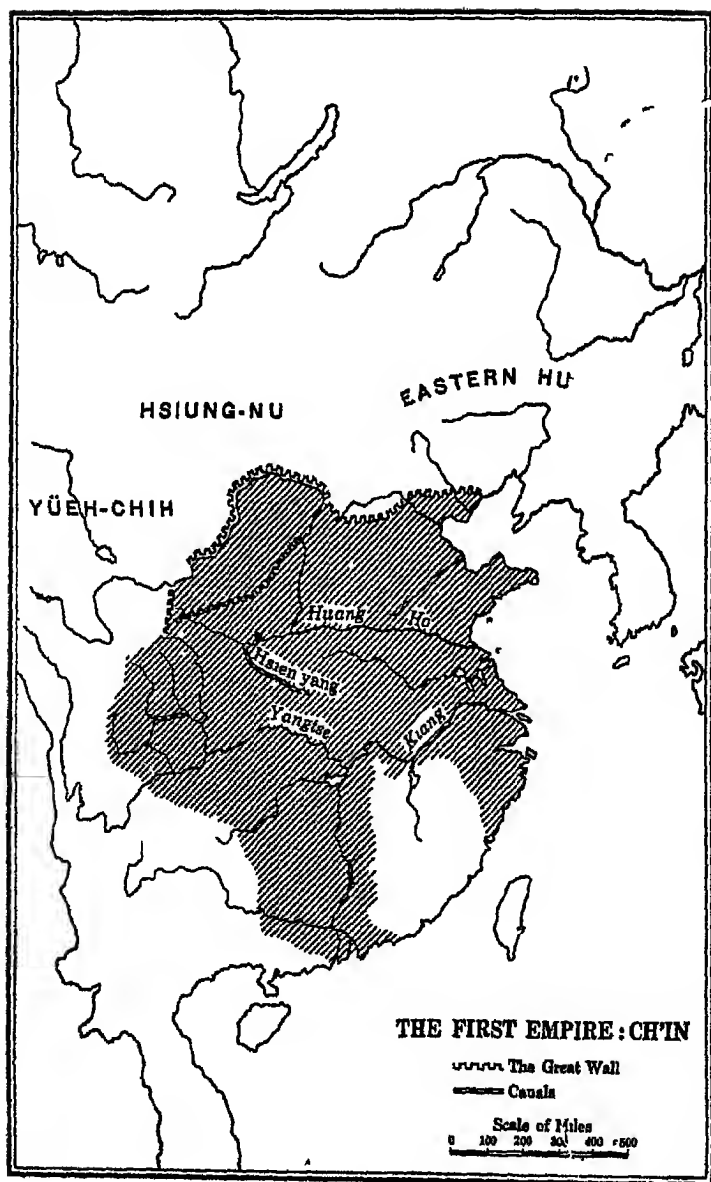 EASTERN HU
HSIUNG-NU
YÜEH-CHIH
Huang Ho
Hsien yang
Yangtse Kiang
THE FIRST EMPIRE : CH'IN
The Great Wall
Canals
Scale of Miles
0 100 200 300 400 500